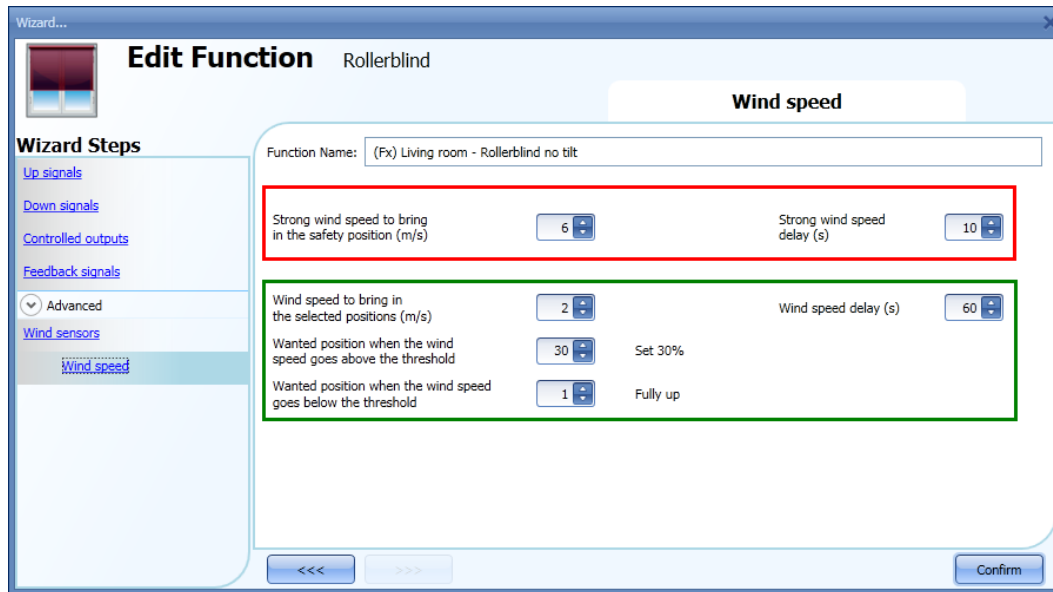 Wizard...
Edit Function Rollerblind
Wind speed
Wizard Steps
Up signals
Down signals
Controlled outputs
Feedback signals
Advanced
Wind sensors
Wind speed
Function Name: (Fx) Living room - Rollerblind no tilt
Strong wind speed to bring
in the safety position (m/s)
6
Strong wind speed
delay (s)
10
Wind speed to bring in
the selected positions (m/s)
2
Wind speed delay (s)
60
Wanted position when the wind
speed goes above the threshold
30
Set 30%
Wanted position when the wind speed
goes below the threshold
1
Fully up
<<<
>>>
Confirm